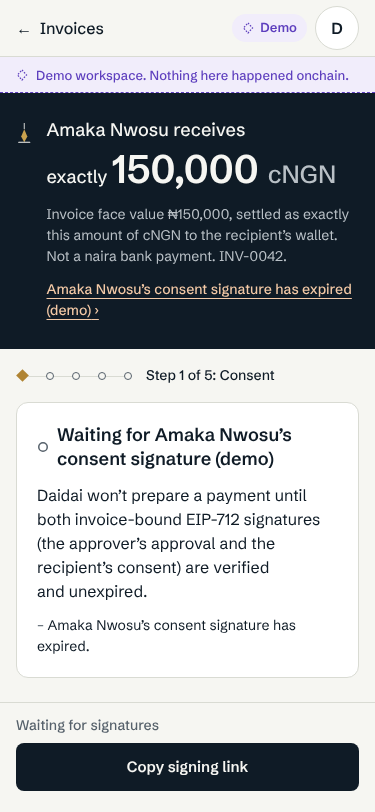 ← Invoices
Demo
D
Demo workspace. Nothing here happened onchain.
Amaka Nwosu receives
exactly 150,000 cNGN
Invoice face value ₦150,000, settled as exactly
this amount of cNGN to the recipient’s wallet.
Not a naira bank payment. INV-0042.
Amaka Nwosu’s consent signature has expired
(demo) ›
Step 1 of 5: Consent
Waiting for Amaka Nwosu’s
consent signature (demo)
Daidai won’t prepare a payment until
both invoice-bound EIP-712 signatures
(the approver’s approval and the
recipient’s consent) are verified
and unexpired.
– Amaka Nwosu’s consent signature has
expired.
Waiting for signatures
Copy signing link